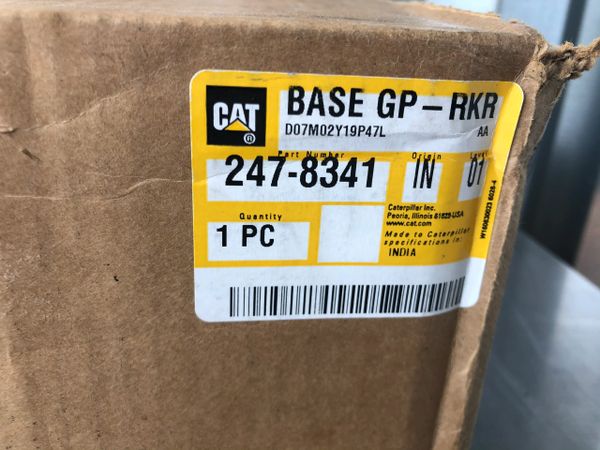 CAT
®
BASE GP-RKR
D07M02Y19P47L AA
Part Number Origin Level
247-8341 IN 01
Quantity
1 PC
Caterpillar Inc.
Peoria, Illinois 61629-USA
www.cat.com
Made to Caterpillar
specifications in:
INDIA